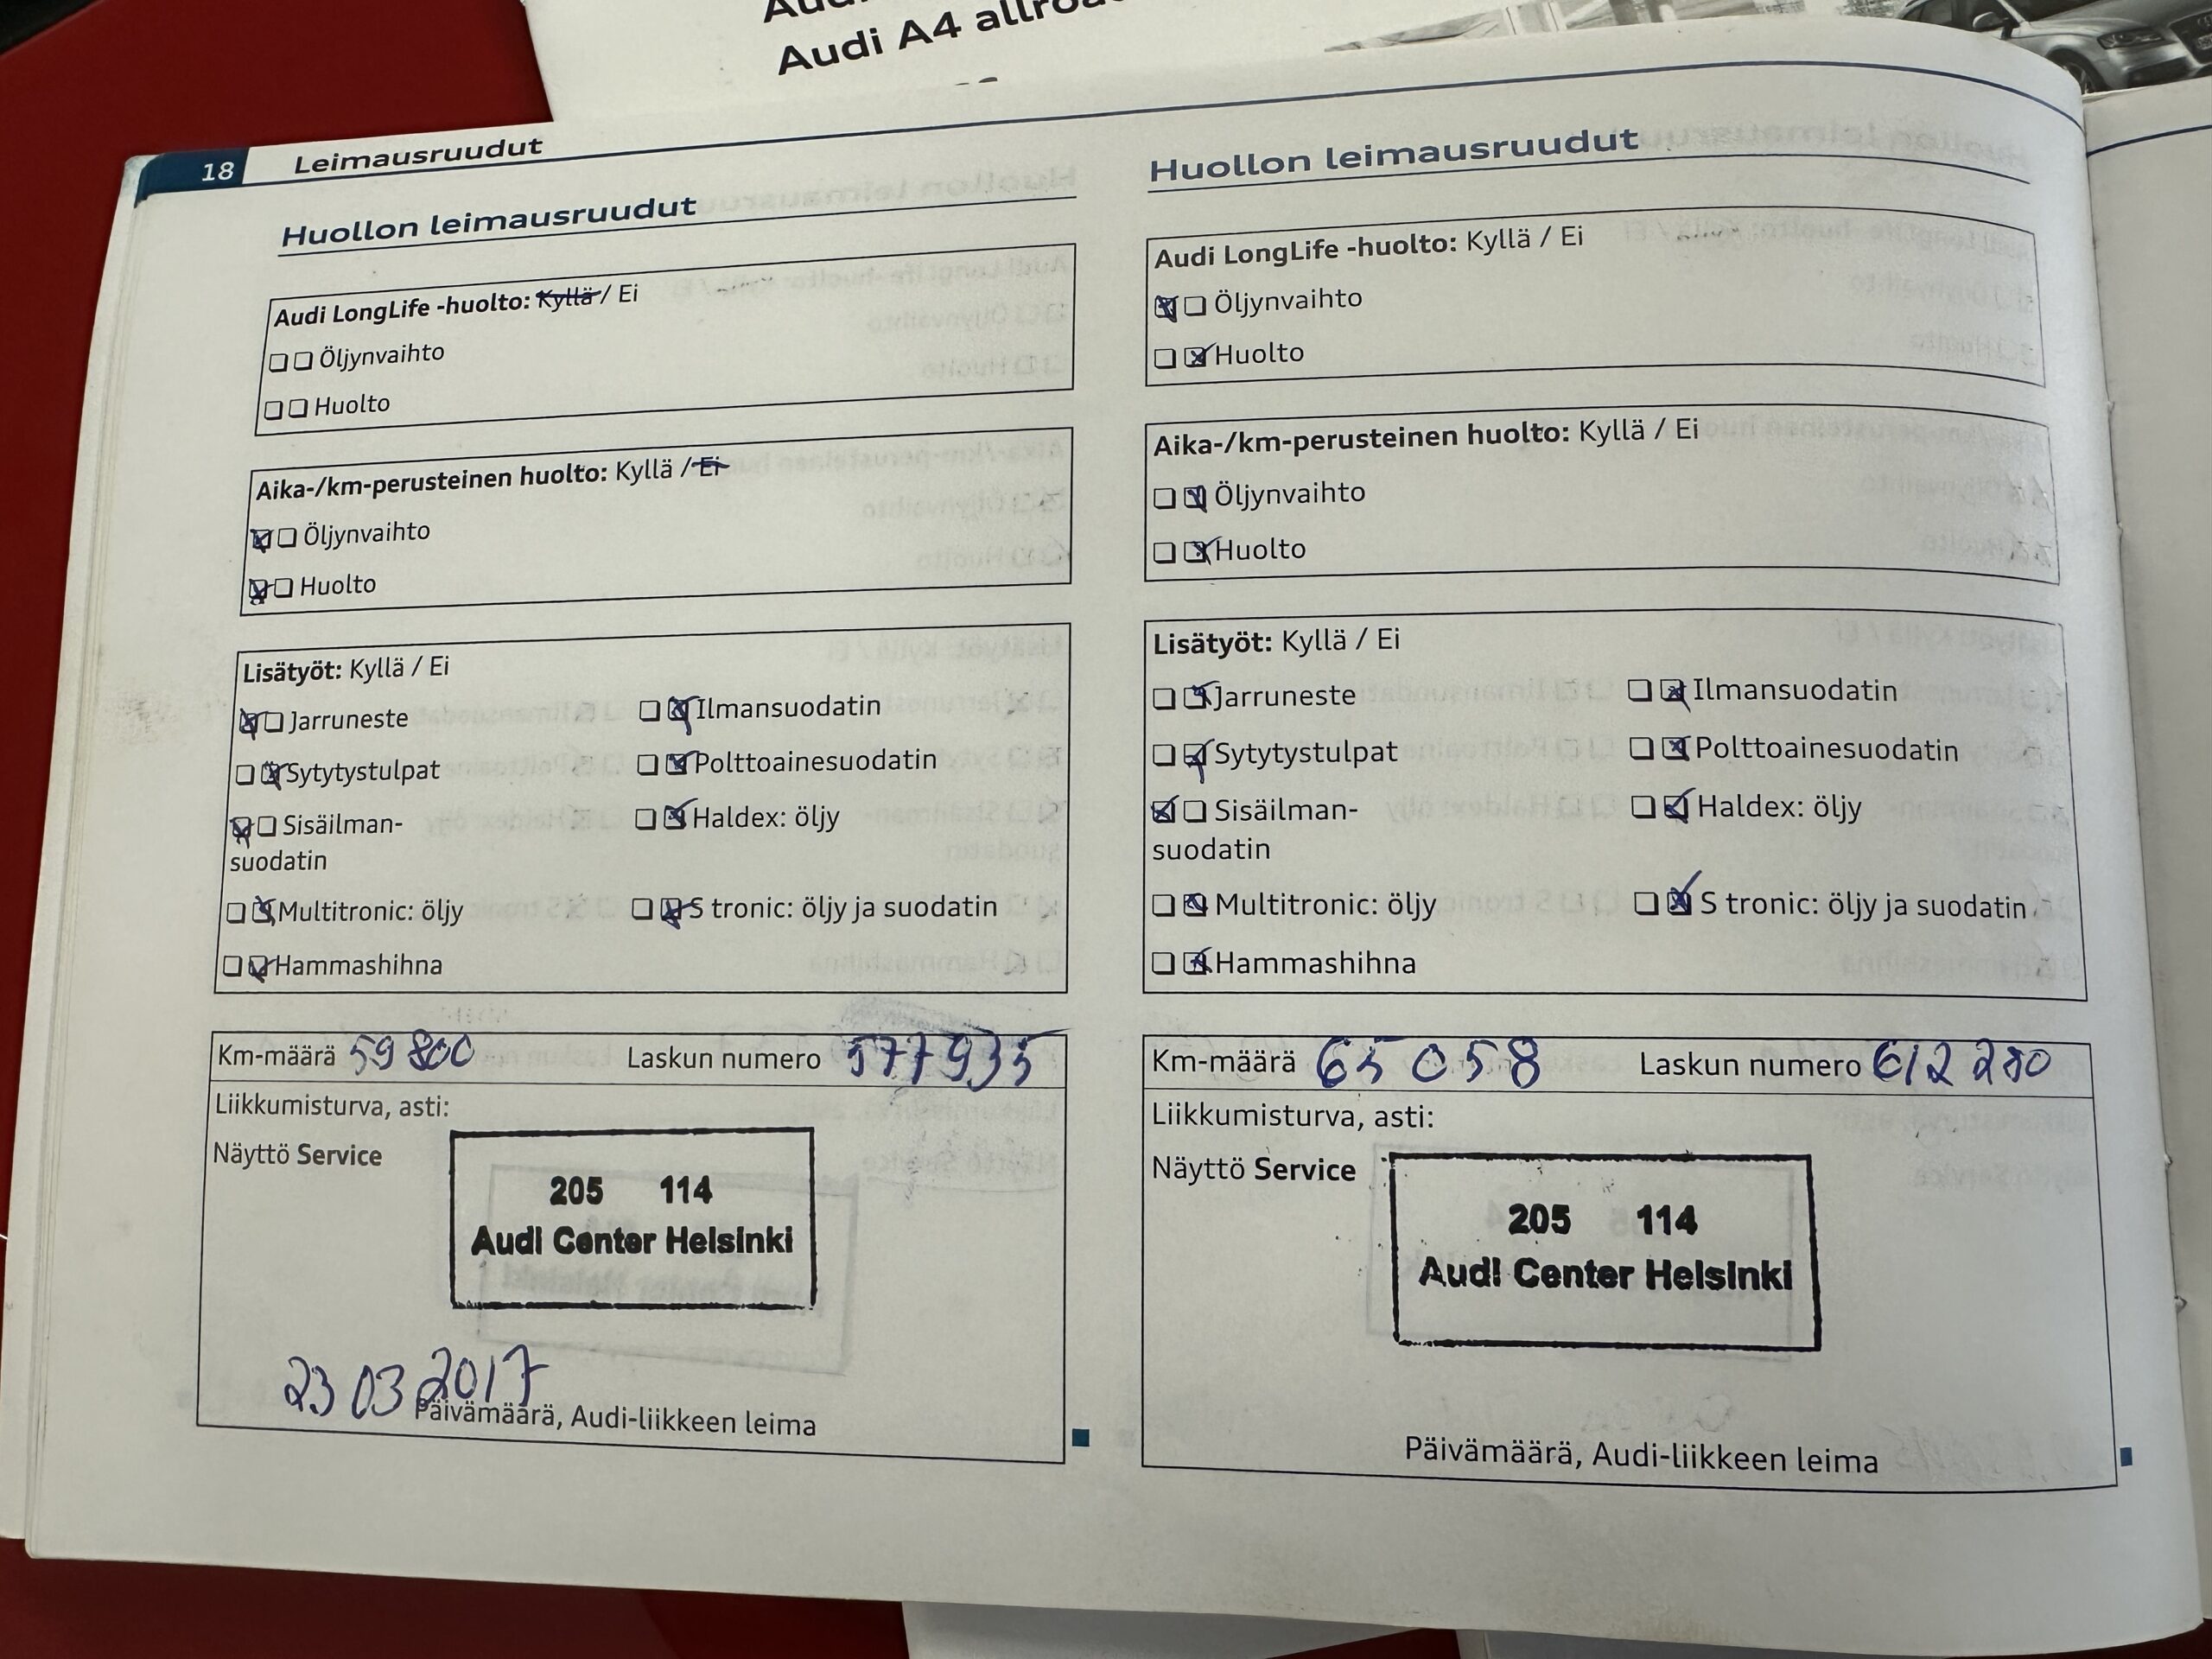 Audi A4 allroad
18 Leimausruudut
Huollon leimausruudut
Audi LongLife -huolto: Kyllä / Ei
Öljynvaihto
Huolto
Aika-/km-perusteinen huolto: Kyllä / Ei
Öljynvaihto
Huolto
Lisätyöt: Kyllä / Ei
Jarruneste Ilmansuodatin
Sytytystulpat Polttoainesuodatin
Sisäilman- Haldex: öljy
suodatin
Multitronic: öljy S tronic: öljy ja suodatin
Hammashihna
Km-määrä 59800 Laskun numero 577935
Liikkumisturva, asti:
Näyttö Service
205 114
Audi Center Helsinki
23 03 2017
Päivämäärä, Audi-liikkeen leima
Huollon leimausruudut
Audi LongLife -huolto: Kyllä / Ei
Öljynvaihto
Huolto
Aika-/km-perusteinen huolto: Kyllä / Ei
Öljynvaihto
Huolto
Lisätyöt: Kyllä / Ei
Jarruneste Ilmansuodatin
Sytytystulpat Polttoainesuodatin
Sisäilman- Haldex: öljy
suodatin
Multitronic: öljy S tronic: öljy ja suodatin
Hammashihna
Km-määrä 65058 Laskun numero 612280
Liikkumisturva, asti:
Näyttö Service
205 114
Audi Center Helsinki
Päivämäärä, Audi-liikkeen leima